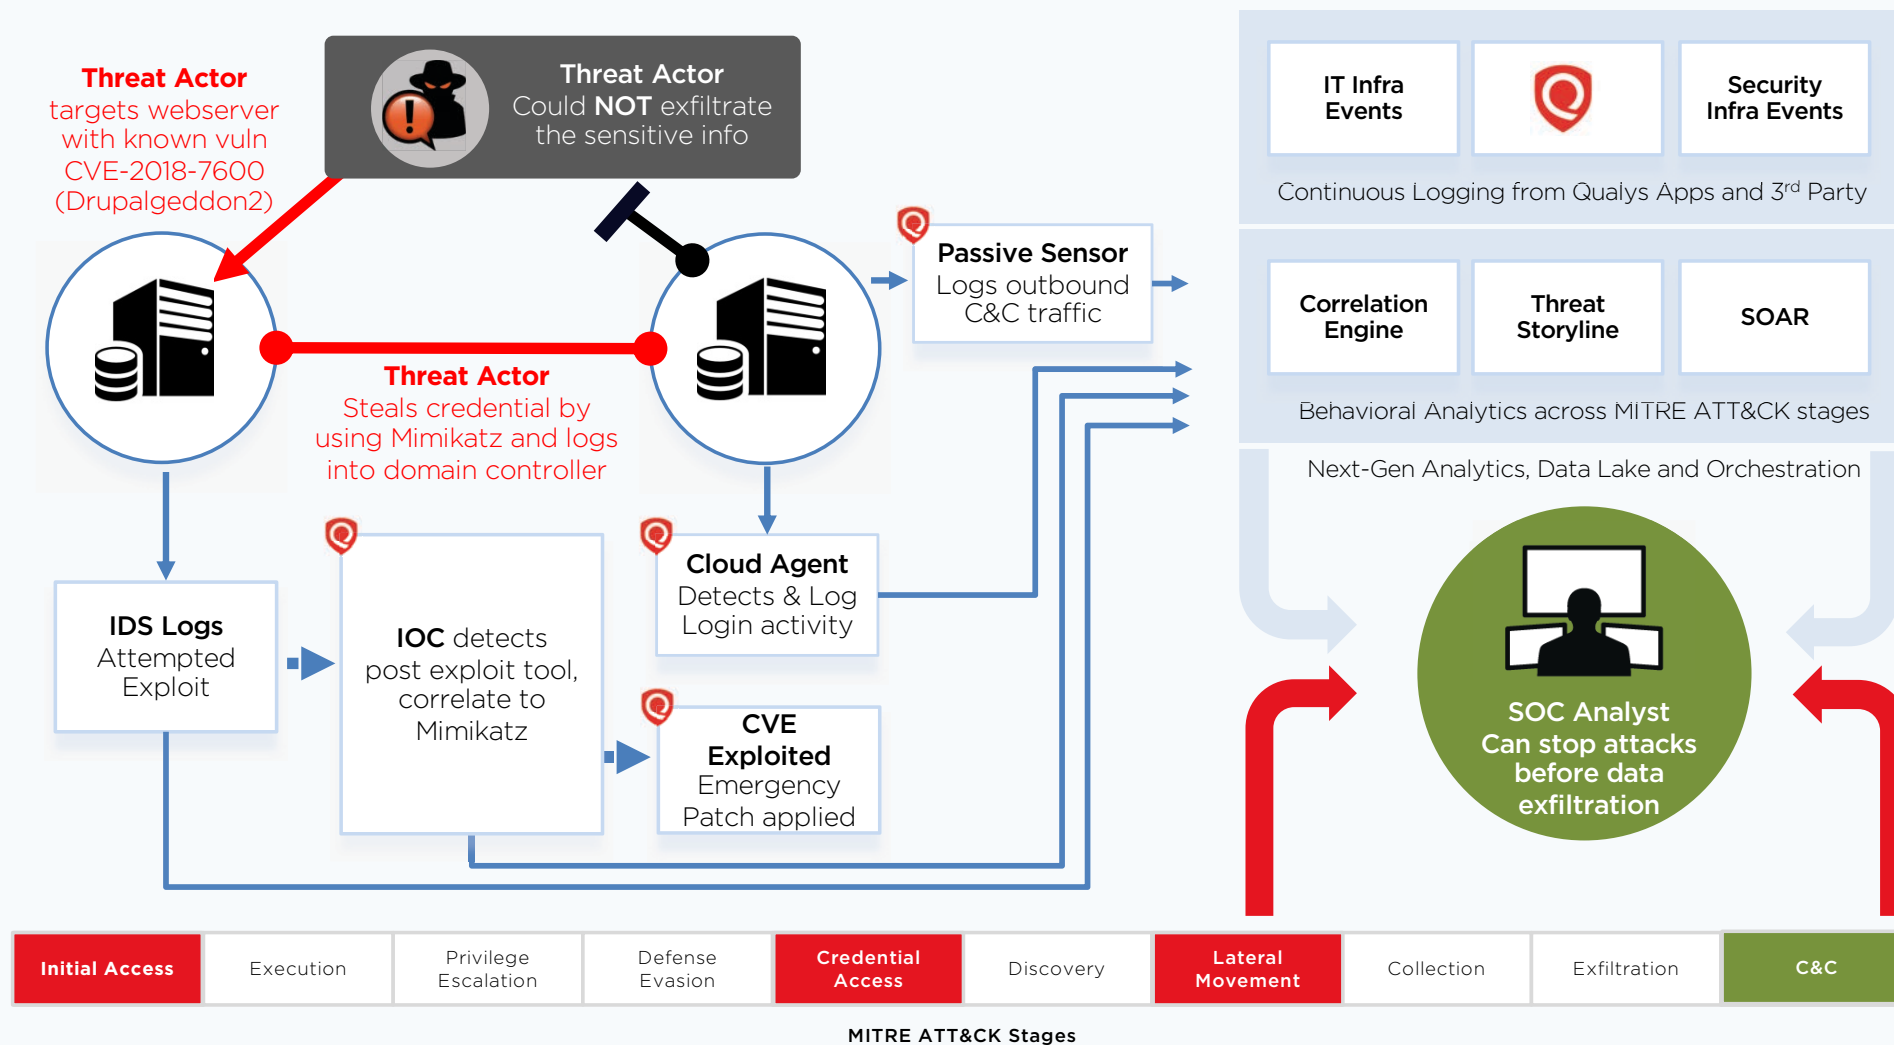 Threat Actor
targets webserver
with known vuln
CVE-2018-7600
(Drupalgeddon2)
Threat Actor
Could NOT exfiltrate
the sensitive info
Threat Actor
Steals credential by
using Mimikatz and logs
into domain controller
Passive Sensor
Logs outbound
C&C traffic
IDS Logs
Attempted
Exploit
IOC detects
post exploit tool,
correlate to
Mimikatz
Cloud Agent
Detects & Log
Login activity
CVE
Exploited
Emergency
Patch applied
IT Infra
Events
Security
Infra Events
Continuous Logging from Qualys Apps and 3rd Party
Correlation
Engine
Threat
Storyline
SOAR
Behavioral Analytics across MITRE ATT&CK stages
Next-Gen Analytics, Data Lake and Orchestration
SOC Analyst
Can stop attacks
before data
exfiltration
Initial Access
Execution
Privilege
Escalation
Defense
Evasion
Credential
Access
Discovery
Lateral
Movement
Collection
Exfiltration
C&C
MITRE ATT&CK Stages